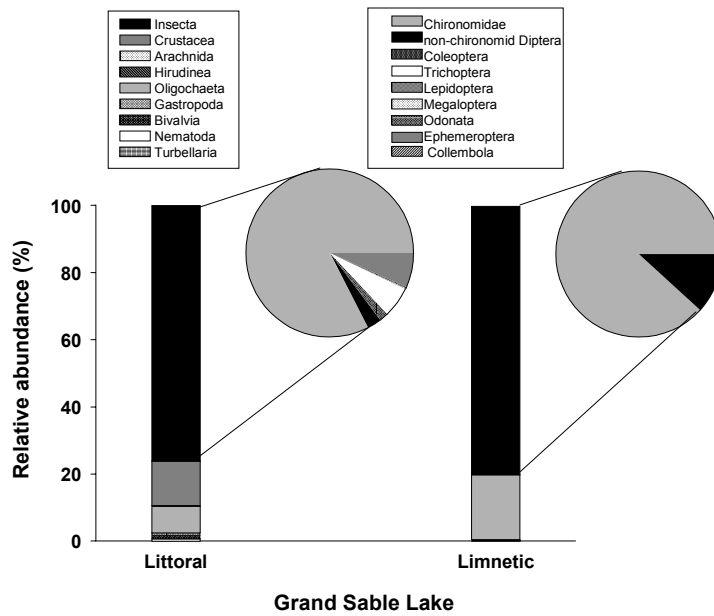 Insecta
Crustacea
Arachnida
Hirudinea
Oligochaeta
Gastropoda
Bivalvia
Nematoda
Turbellaria
Chironomidae
non-chironomid Diptera
Coleoptera
Trichoptera
Lepidoptera
Megaloptera
Odonata
Ephemeroptera
Collembola
Relative abundance (%)
100
80
60
40
20
0
Littoral
Limnetic
Grand Sable Lake